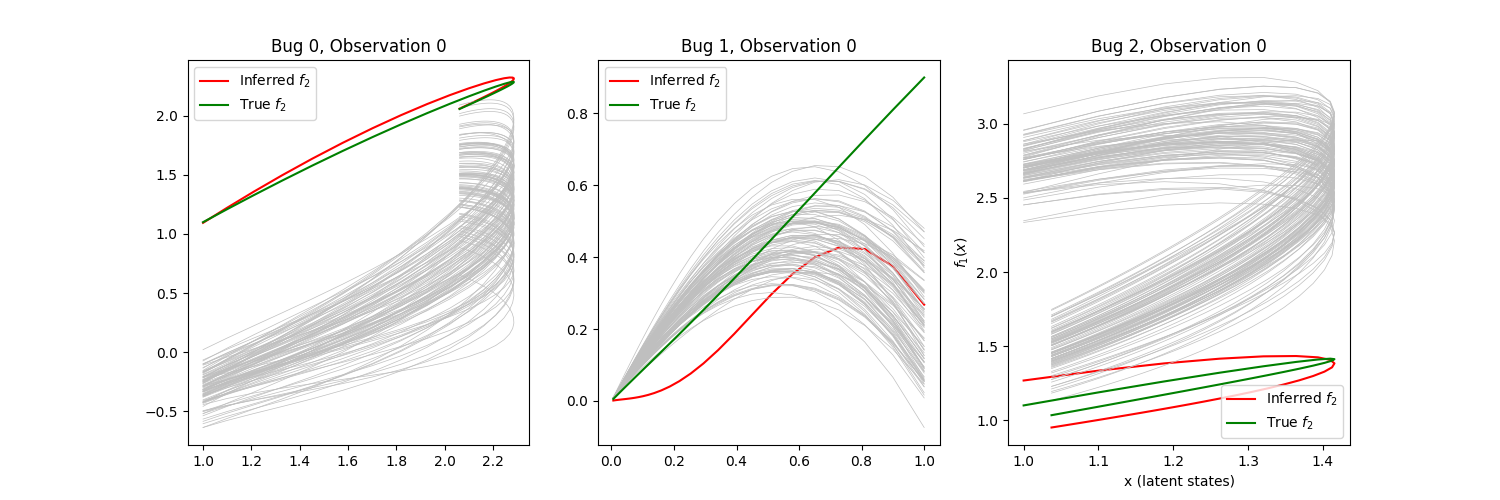 Bug 0, Observation 0
Inferred f₂
True f₂
2.0
1.5
1.0
0.5
0.0
−0.5
1.0 1.2 1.4 1.6 1.8 2.0 2.2
Bug 1, Observation 0
Inferred f₂
True f₂
0.8
0.6
0.4
0.2
0.0
0.0 0.2 0.4 0.6 0.8 1.0
Bug 2, Observation 0
f₁(x)
3.0
2.5
2.0
1.5
1.0
Inferred f₂
True f₂
1.0 1.1 1.2 1.3 1.4
x (latent states)